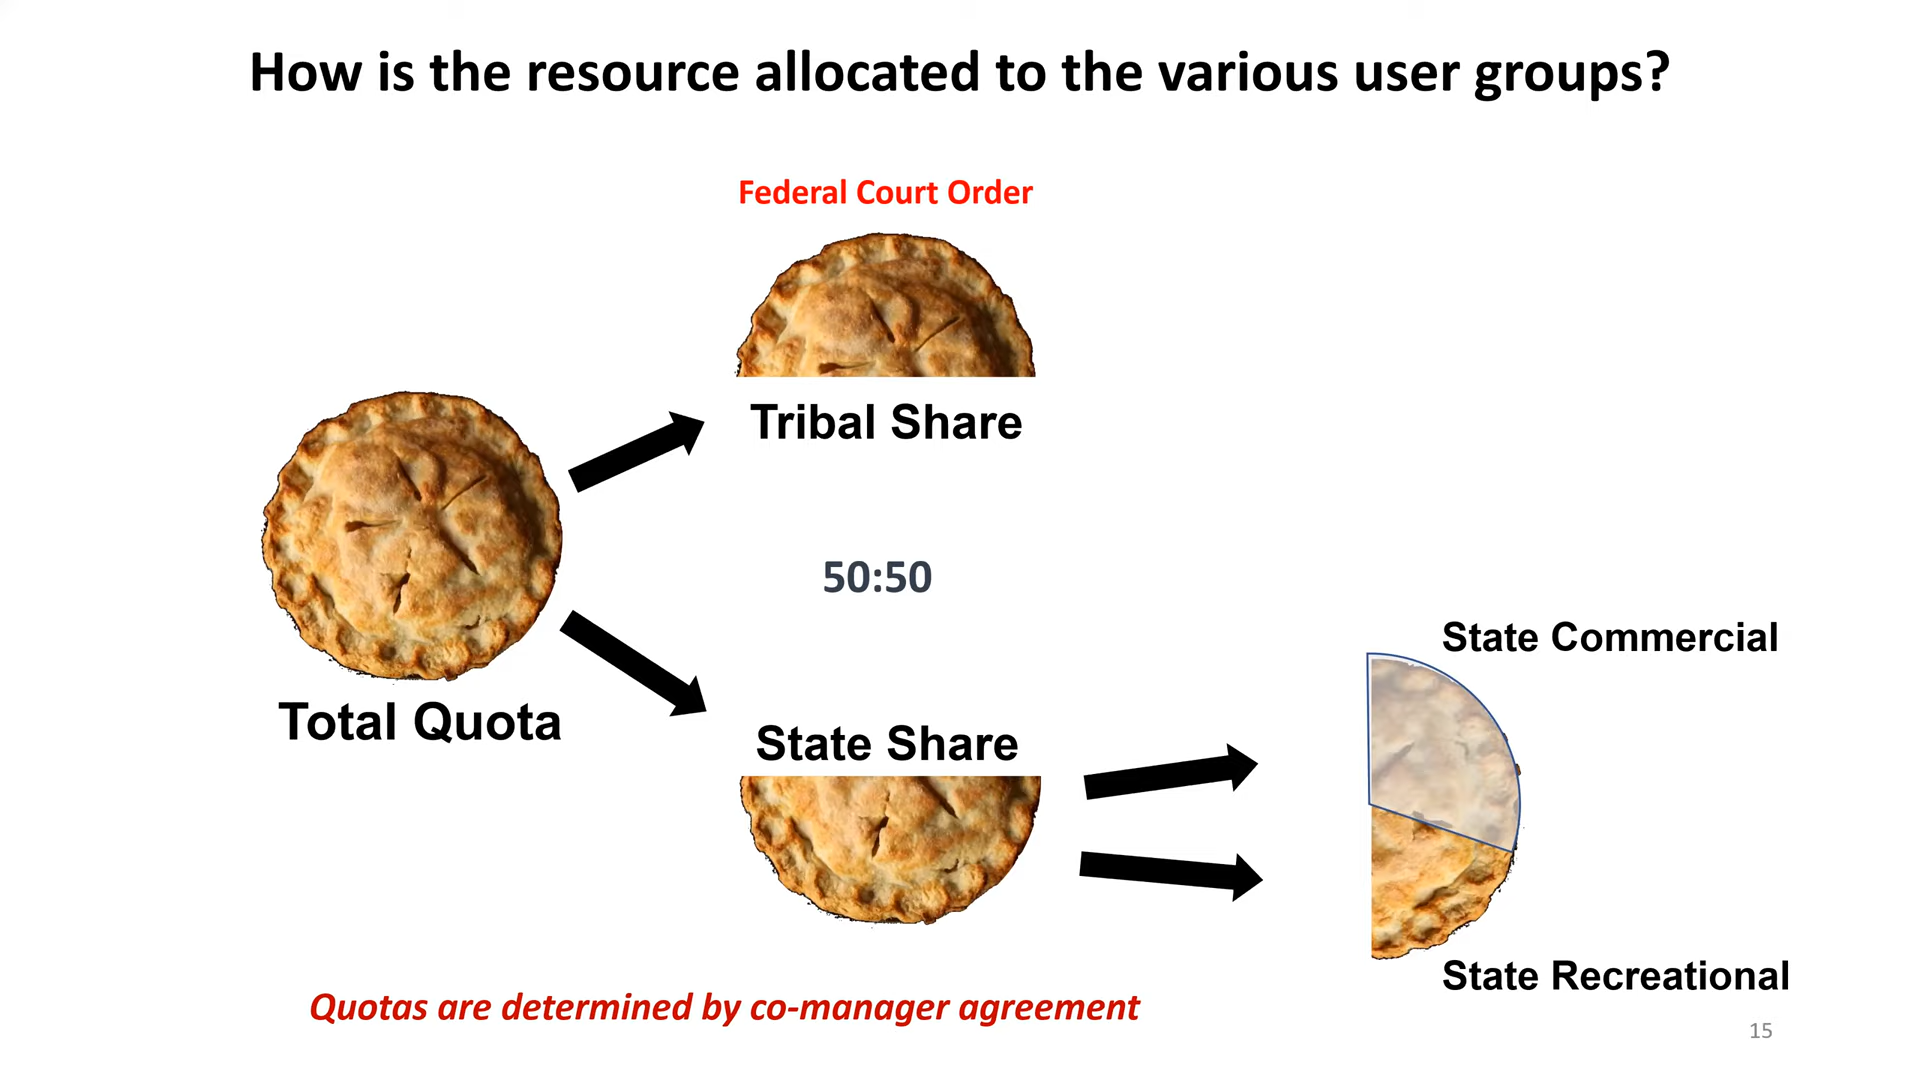 How is the resource allocated to the various user groups?
Federal Court Order
Tribal Share
50:50
Total Quota
State Share
State Commercial
State Recreational
Quotas are determined by co-manager agreement
15